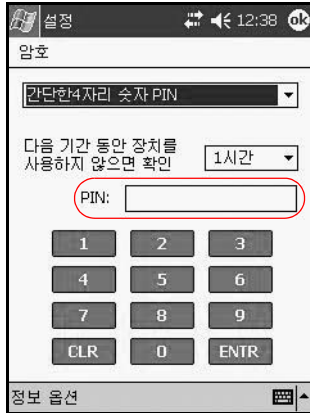 설정 12:38 ok
암호
간단한4자리 숫자 PIN
다음 기간 동안 장치를
사용하지 않으면 확인 1시간
PIN:
1 2 3
4 5 6
7 8 9
CLR 0 ENTR
정보 옵션